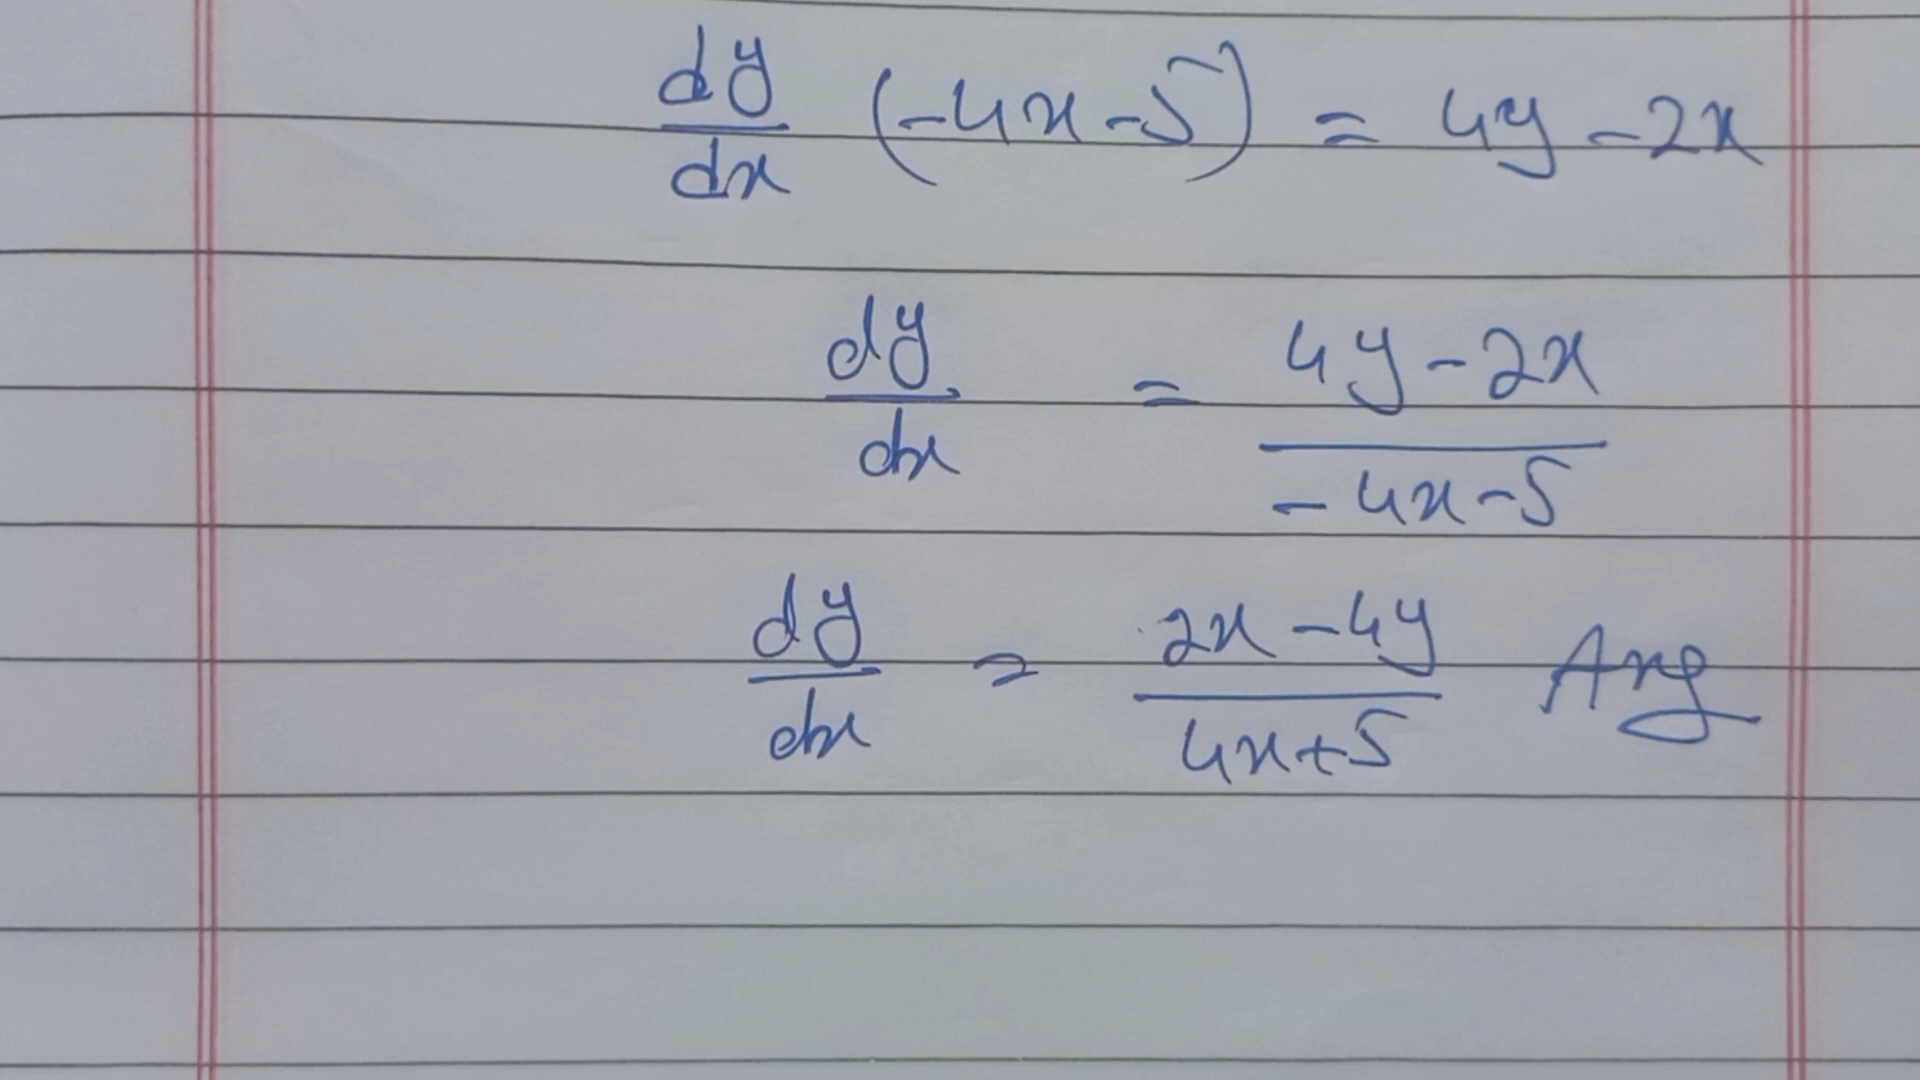 dy/dx (-4x-5) = 4y-2x
dy/dx = (4y-2x)/(-4x-5)
dy/dx = (2x-4y)/(4x+5) Ans